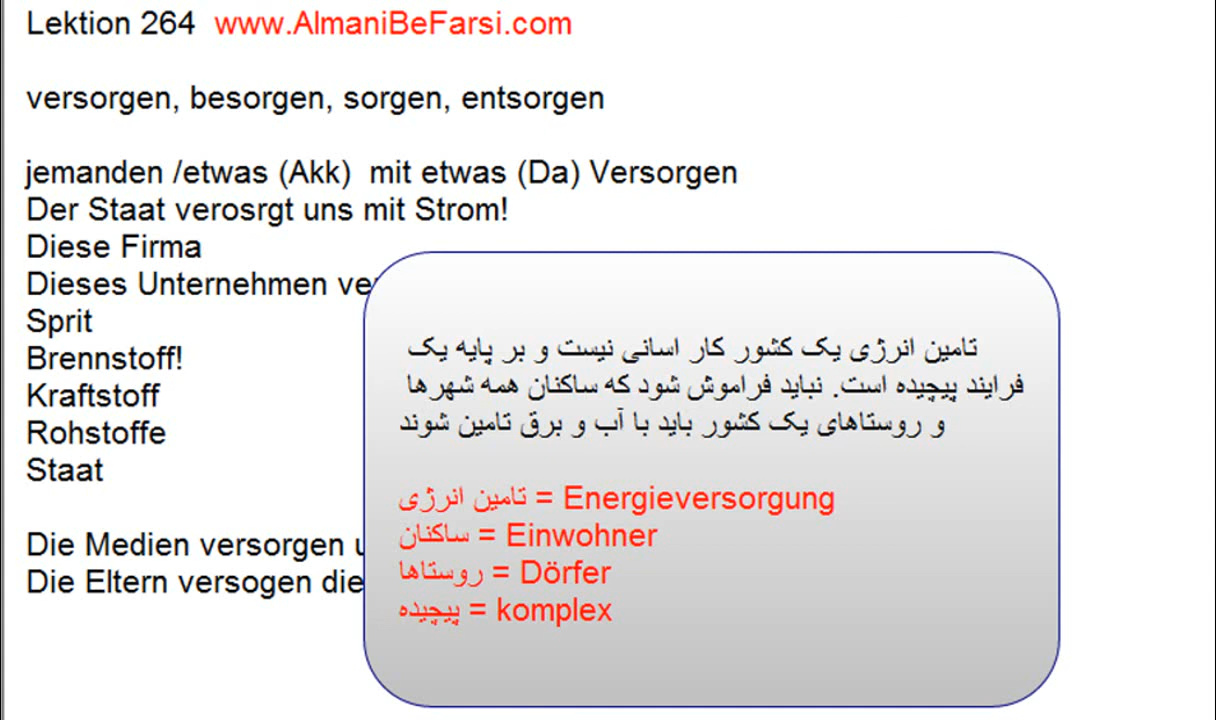 Lektion 264 www.AlmaniBeFarsi.com
versorgen, besorgen, sorgen, entsorgen
jemanden /etwas (Akk) mit etwas (Da) Versorgen
Der Staat verosrgt uns mit Strom!
Diese Firma
Dieses Unternehmen
Sprit
Brennstoff!
Kraftstoff
Rohstoffe
Staat
Die Medien versorgen
Die Eltern versogen die
تامین انرژی یک کشور کار اسانی نیست و بر پایه یک
فرایند پیچیده است. نباید فراموش شود که ساکنان همه شهرها
و روستاهای یک کشور باید با آب و برق تامین شوند
تامین انرژی = Energieversorgung
ساکنان = Einwohner
روستاها = Dörfer
پیچیده = komplex